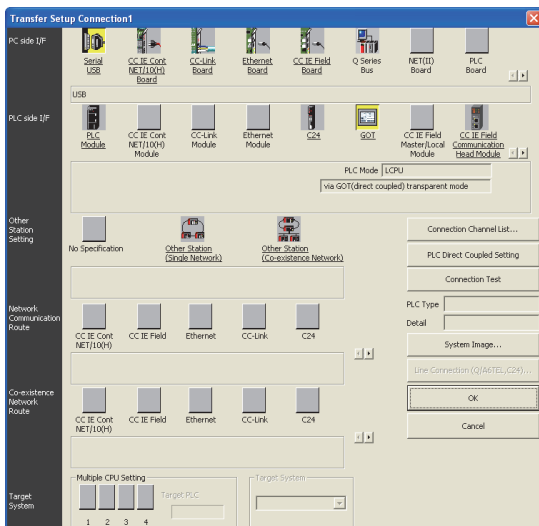 Transfer Setup Connection1
PC side I/F
Serial
USB
CC IE Cont
NET/10(H)
Board
CC-Link
Board
Ethernet
Board
CC IE Field
Board
Q Series
Bus
NET(II)
Board
PLC
Board
USB
PLC side I/F
PLC
Module
CC IE Cont
NET/10(H)
Module
CC-Link
Module
Ethernet
Module
C24
GOT
CC IE Field
Master/Local
Module
CC IE Field
Communication
Head Module
PLC Mode LCPU
via GOT(direct coupled) transparent mode
Other
Station
Setting
No Specification
Other Station
(Single Network)
Other Station
(Co-existence Network)
Connection Channel List...
PLC Direct Coupled Setting
Connection Test
PLC Type
Detail
System Image...
Line Connection (Q/A6TEL,C24)...
OK
Cancel
Network
Communication
Route
CC IE Cont
NET/10(H)
CC IE Field
Ethernet
CC-Link
C24
Co-existence
Network
Route
CC IE Cont
NET/10(H)
CC IE Field
Ethernet
CC-Link
C24
Target
System
Multiple CPU Setting
1 2 3 4
Target PLC
Target System